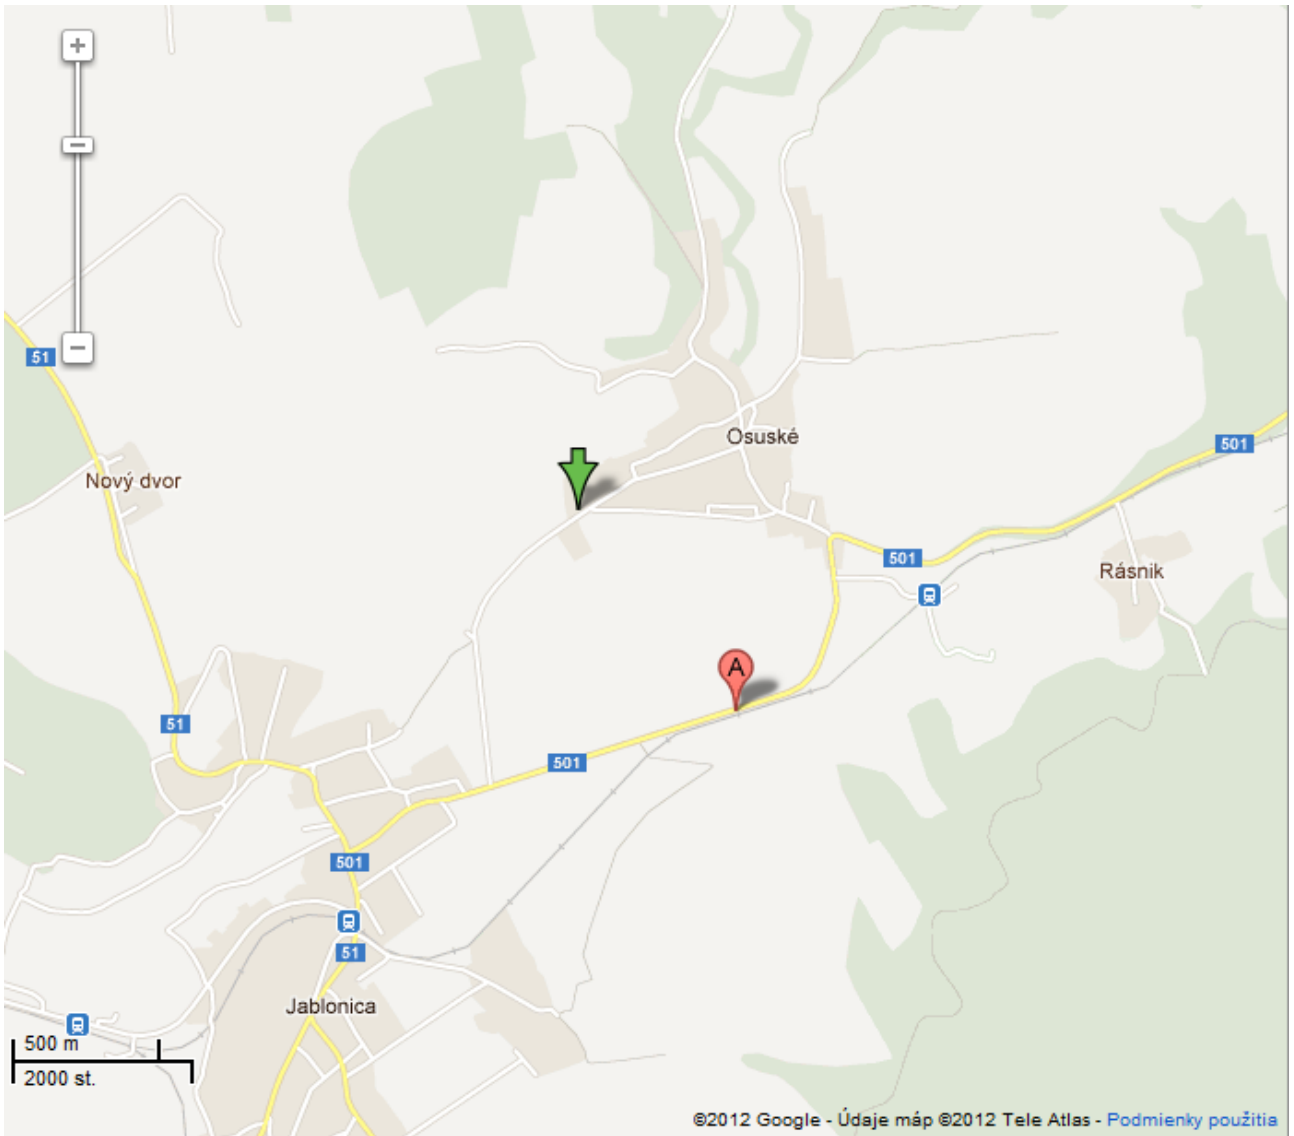 51
Osuské
501
Nový dvor
501
Rásnik
A
51
501
501
51
Jablonica
500 m
2000 st.
©2012 Google - Údaje máp ©2012 Tele Atlas - Podmienky použitia